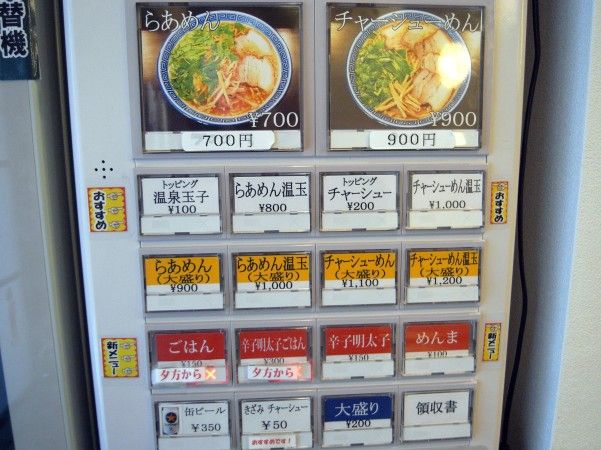 替機
らあめん
¥700
700円
チャーシューめん
¥900
900円
おすすめ
トッピング
温泉玉子
¥100
らあめん温玉
¥800
トッピング
チャーシュー
¥200
チャーシューめん温玉
¥1,000
おすすめ
らあめん
(大盛り)
¥900
らあめん温玉
(大盛り)
¥1,000
チャーシューめん
(大盛り)
¥1,100
チャーシューめん温玉
(大盛り)
¥1,200
新メニュー
ごはん
¥150
夕方から×
辛子明太子ごはん
¥300
夕方から×
辛子明太子
¥150
めんま
¥100
新メニュー
缶ビール
¥350
きざみ チャーシュー
¥50
おすすめです!
大盛り
¥200
領収書